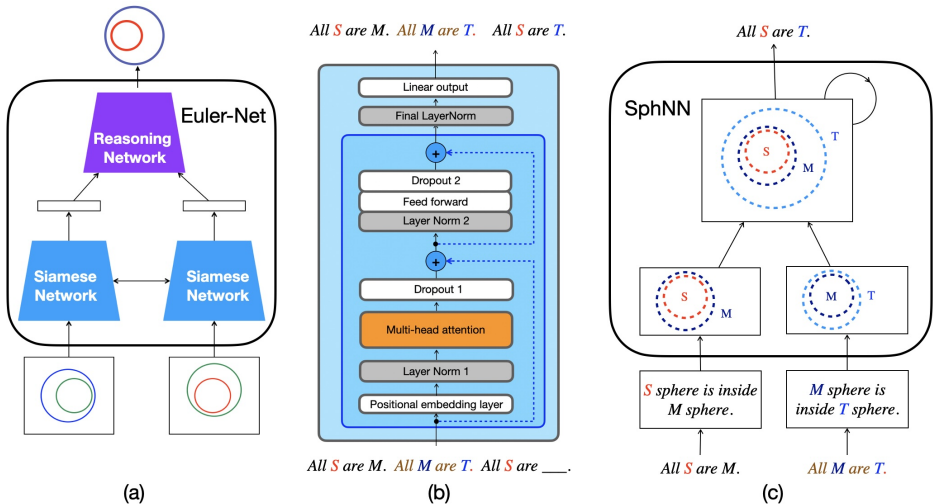 Euler-Net
Reasoning
Network
Siamese
Network
Siamese
Network
(a)
All S are M. All M are T. All S are T.
Linear output
Final LayerNorm
+
Dropout 2
Feed forward
Layer Norm 2
+
Dropout 1
Multi-head attention
Layer Norm 1
Positional embedding layer
All S are M. All M are T. All S are ___.
(b)
All S are T.
SphNN
T
S
M
S
M
M
T
S sphere is inside
M sphere.
M sphere is
inside T sphere.
All S are M.
All M are T.
(c)